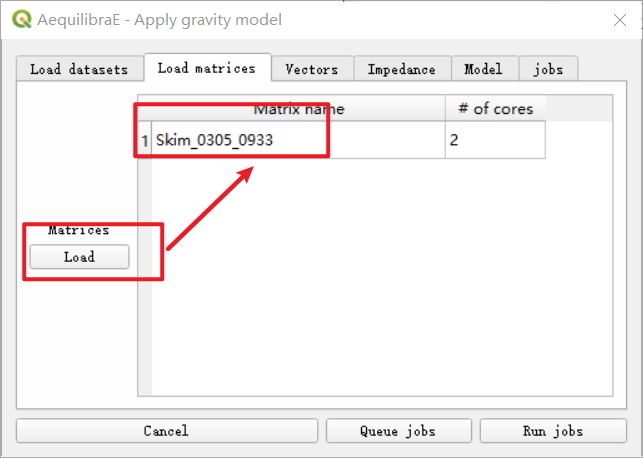 AequilibraE - Apply gravity model
Load datasets Load matrices Vectors Impedance Model jobs
Matrix name # of cores
1 Skim_0305_0933 2
Matrices
Load
Cancel Queue jobs Run jobs